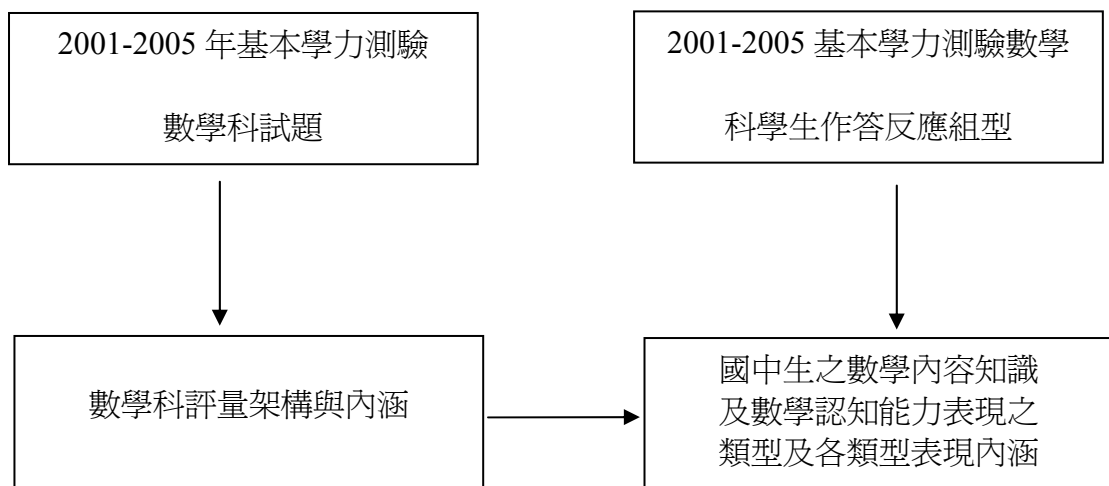 2001-2005 年基本學力測驗
數學科試題
2001-2005 基本學力測驗數學
科學生作答反應組型
數學科評量架構與內涵
國中生之數學內容知識
及數學認知能力表現之
類型及各類型表現內涵